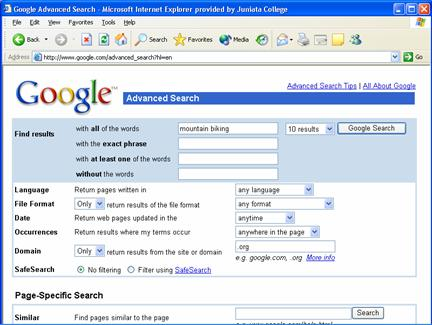 Google Advanced Search - Microsoft Internet Explorer provided by Juniata College
File Edit View Favorites Tools Help
Back Search Favorites Media
Address http://www.google.com/advanced_search?hl=en Go
Google™ Advanced Search Tips | All About Google
Advanced Search
Find results with all of the words mountain biking 10 results Google Search
with the exact phrase
with at least one of the words
without the words
Language Return pages written in any language
File Format Only return results of the file format any format
Date Return web pages updated in the anytime
Occurrences Return results where my terms occur anywhere in the page
Domain Only return results from the site or domain .org
e.g. google.com, .org More info
SafeSearch No filtering Filter using SafeSearch
Page-Specific Search
Similar Find pages similar to the page Search